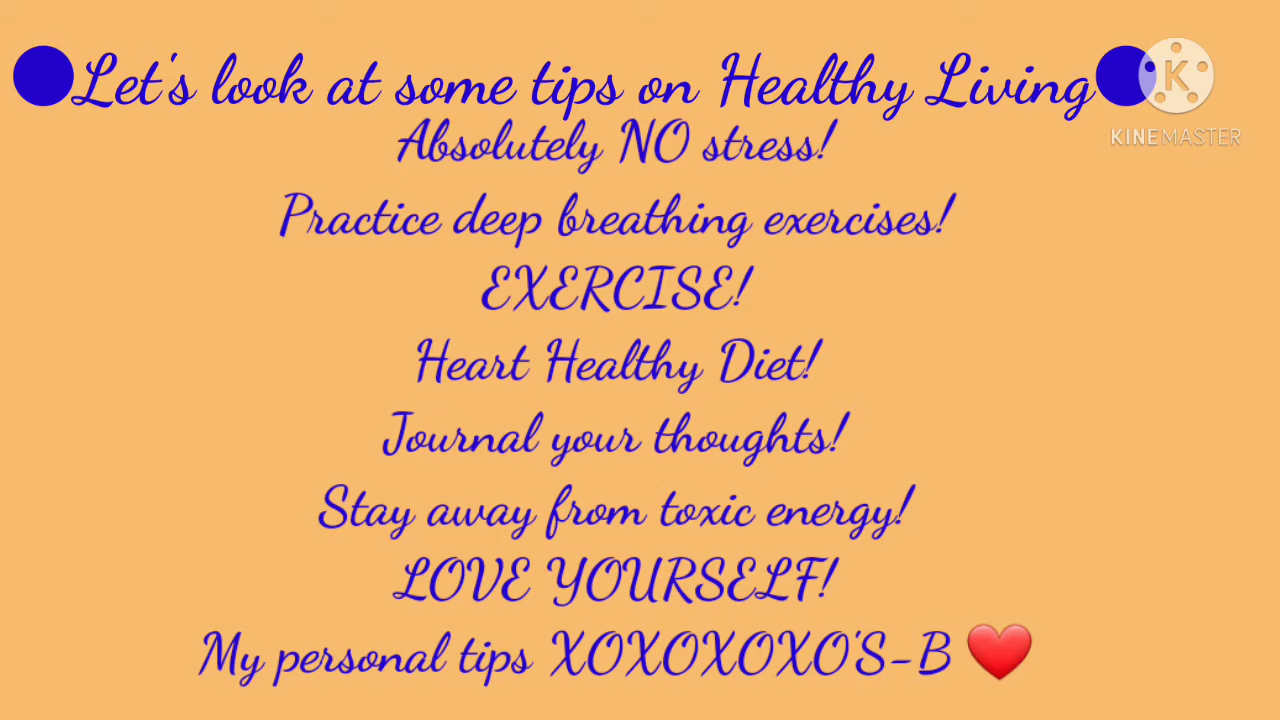 Let's look at some tips on Healthy Living
K
KINEMASTER
Absolutely NO stress!
Practice deep breathing exercises!
EXERCISE!
Heart Healthy Diet!
Journal your thoughts!
Stay away from toxic energy!
LOVE YOURSELF!
My personal tips XOXOXOXO'S-B ❤️